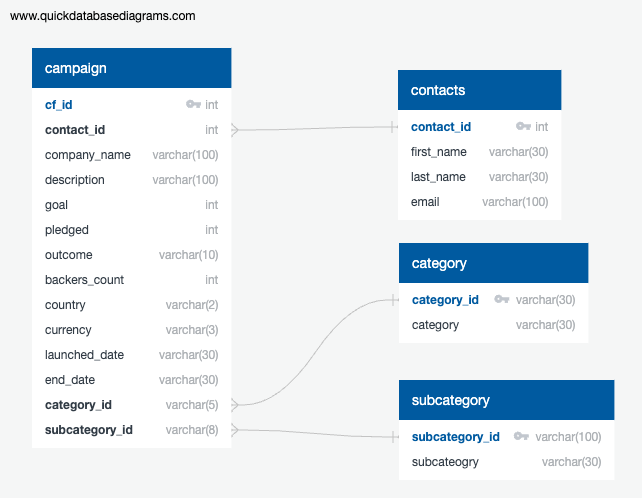 www.quickdatabasediagrams.com
campaign
cf_id int
contact_id int
company_name varchar(100)
description varchar(100)
goal int
pledged int
outcome varchar(10)
backers_count int
country varchar(2)
currency varchar(3)
launched_date varchar(30)
end_date varchar(30)
category_id varchar(5)
subcategory_id varchar(8)
contacts
contact_id int
first_name varchar(30)
last_name varchar(30)
email varchar(100)
category
category_id varchar(30)
category varchar(30)
subcategory
subcategory_id varchar(100)
subcateogry varchar(30)